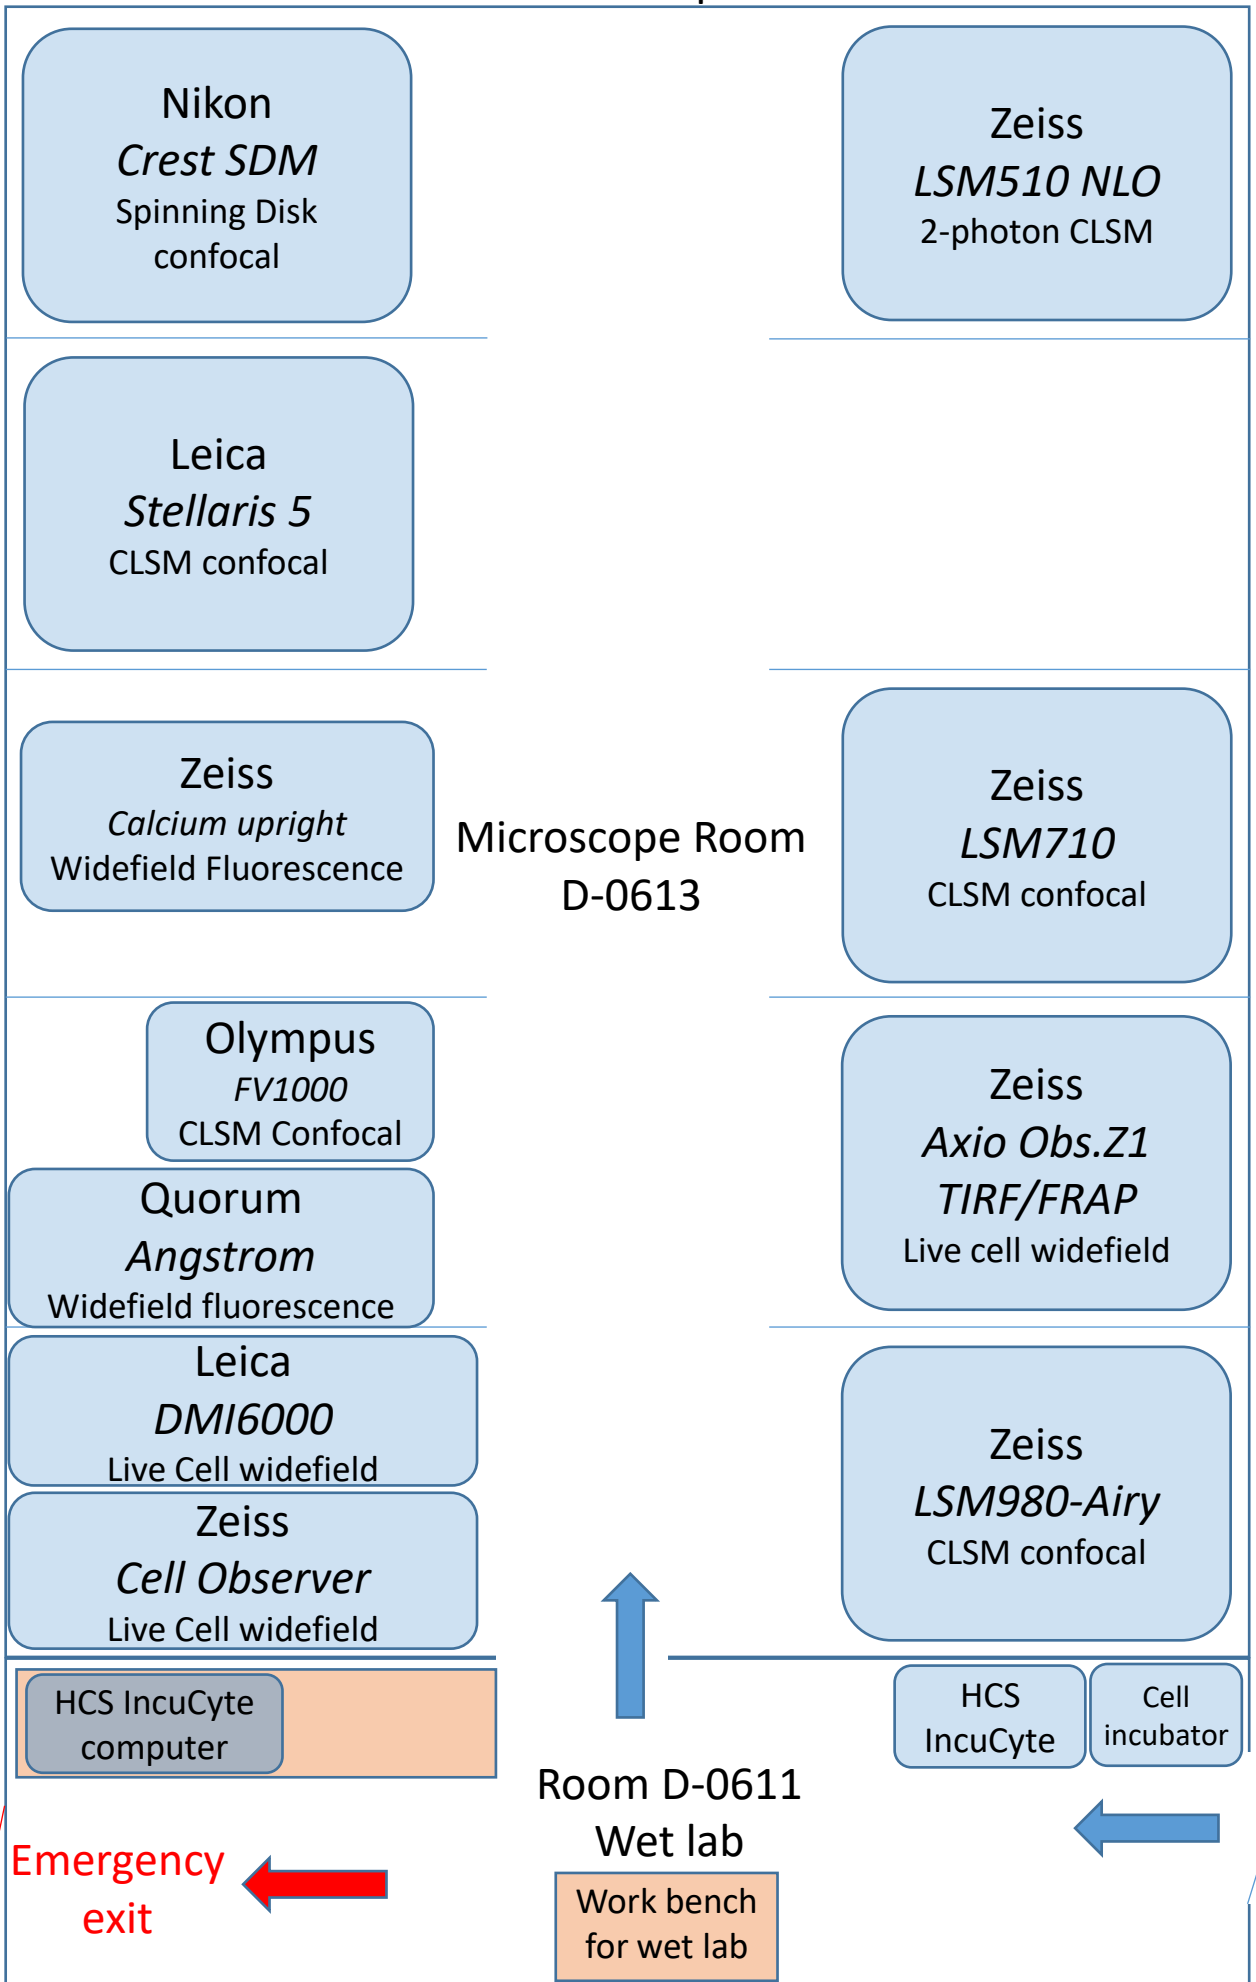 Nikon
Crest SDM
Spinning Disk
confocal
Zeiss
LSM510 NLO
2-photon CLSM
Leica
Stellaris 5
CLSM confocal
Zeiss
Calcium upright
Widefield Fluorescence
Microscope Room
D-0613
Zeiss
LSM710
CLSM confocal
Olympus
FV1000
CLSM Confocal
Quorum
Angstrom
Widefield fluorescence
Zeiss
Axio Obs.Z1
TIRF/FRAP
Live cell widefield
Leica
DMI6000
Live Cell widefield
Zeiss
Cell Observer
Live Cell widefield
Zeiss
LSM980-Airy
CLSM confocal
HCS IncuCyte
computer
HCS
IncuCyte
Cell
incubator
Room D-0611
Wet lab
Emergency
exit
Work bench
for wet lab